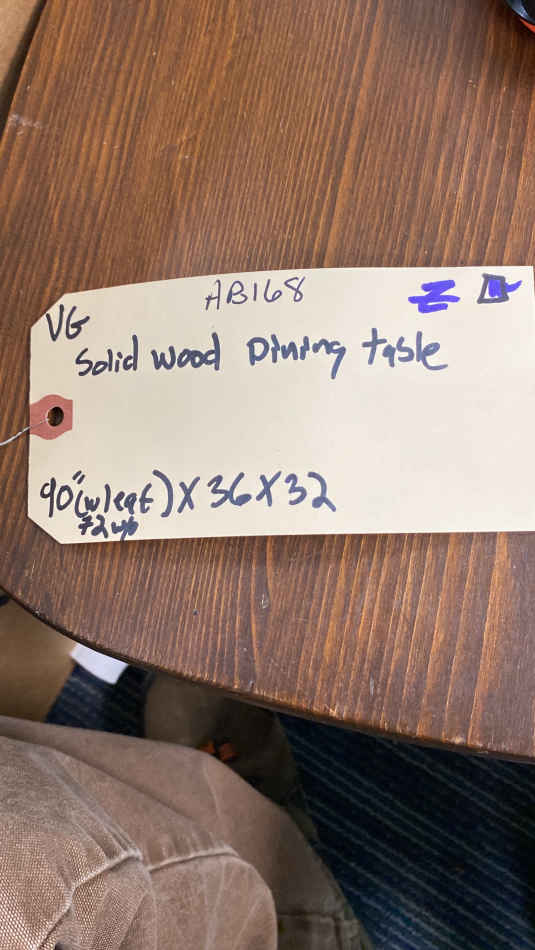 AB168
VG
Solid wood Dining table
90"(w leaf) X 36 X 32
72 w/o